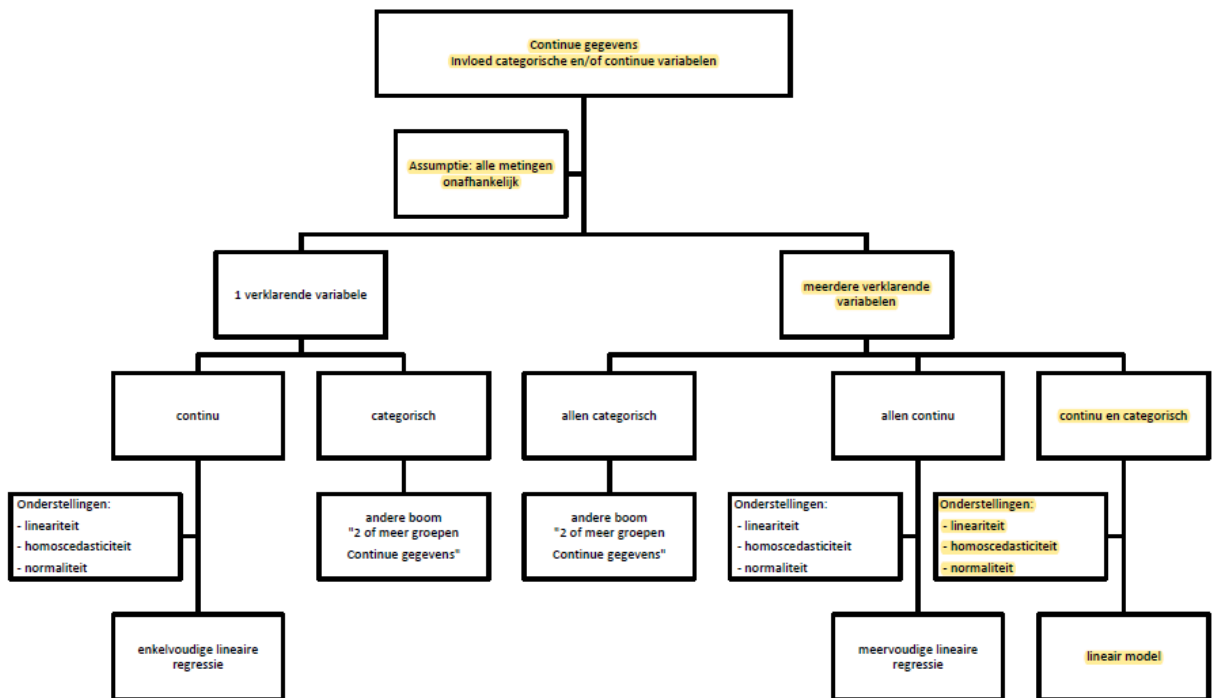 Continue gegevens
Invloed categorische en/of continue variabelen
Assumptie: alle metingen
onafhankelijk
1 verklarende variabele
meerdere verklarende
variabelen
continu
categorisch
allen categorisch
allen continu
continu en categorisch
Onderstellingen:
- lineariteit
- homoscedasticiteit
- normaliteit
andere boom
"2 of meer groepen
Continue gegevens"
andere boom
"2 of meer groepen
Continue gegevens"
Onderstellingen:
- lineariteit
- homoscedasticiteit
- normaliteit
Onderstellingen:
- lineariteit
- homoscedasticiteit
- normaliteit
enkelvoudige lineaire
regressie
meervoudige lineaire
regressie
lineair model